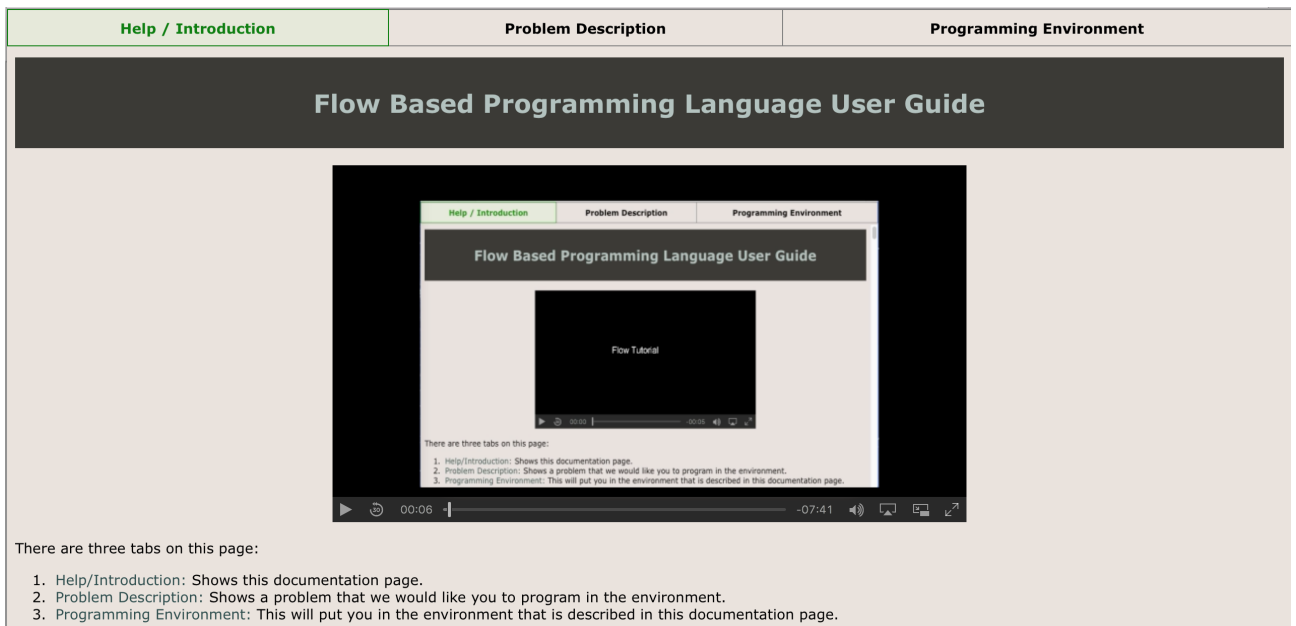 Help / Introduction
Problem Description
Programming Environment
Flow Based Programming Language User Guide
Help / Introduction
Problem Description
Programming Environment
Flow Based Programming Language User Guide
Flow Tutorial
00:00
-00:05
There are three tabs on this page:
1. Help/Introduction: Shows this documentation page.
2. Problem Description: Shows a problem that we would like you to program in the environment.
3. Programming Environment: This will put you in the environment that is described in this documentation page.
30
00:06
-07:41
There are three tabs on this page:
1. Help/Introduction: Shows this documentation page.
2. Problem Description: Shows a problem that we would like you to program in the environment.
3. Programming Environment: This will put you in the environment that is described in this documentation page.